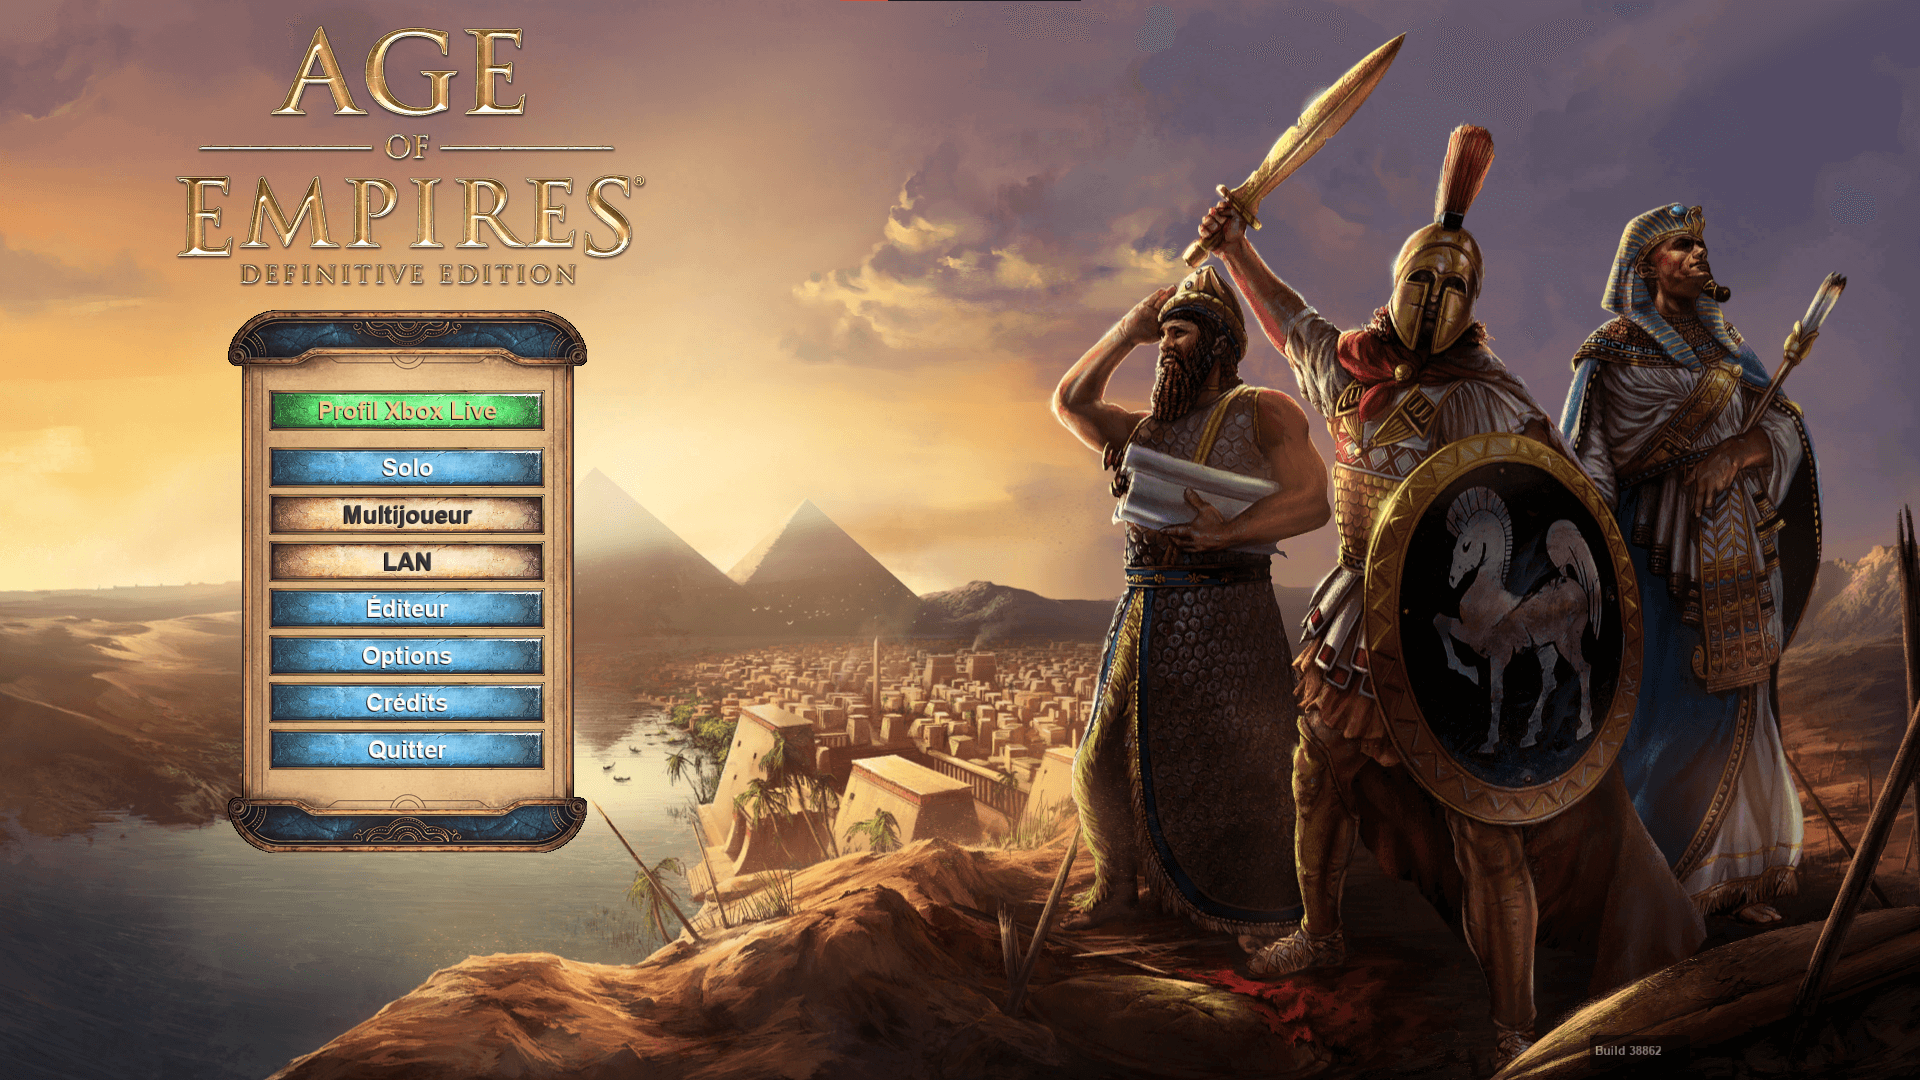 AGE
OF
EMPIRES®
DEFINITIVE EDITION
Profil Xbox Live
Solo
Multijoueur
LAN
Éditeur
Options
Crédits
Quitter
Build 38862